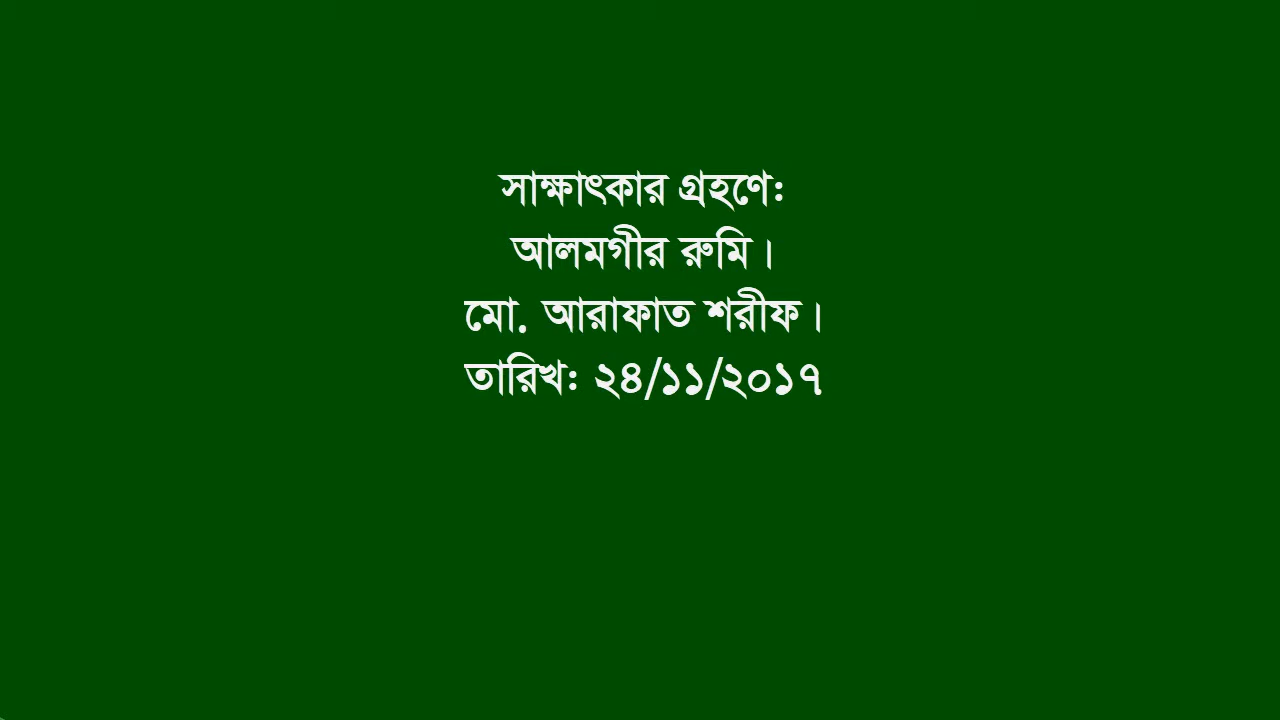 সাক্ষাৎকার গ্রহণে:
আলমগীর রুমি।
মো. আরাফাত শরীফ।
তারিখ: ২৪/১১/২০১৭